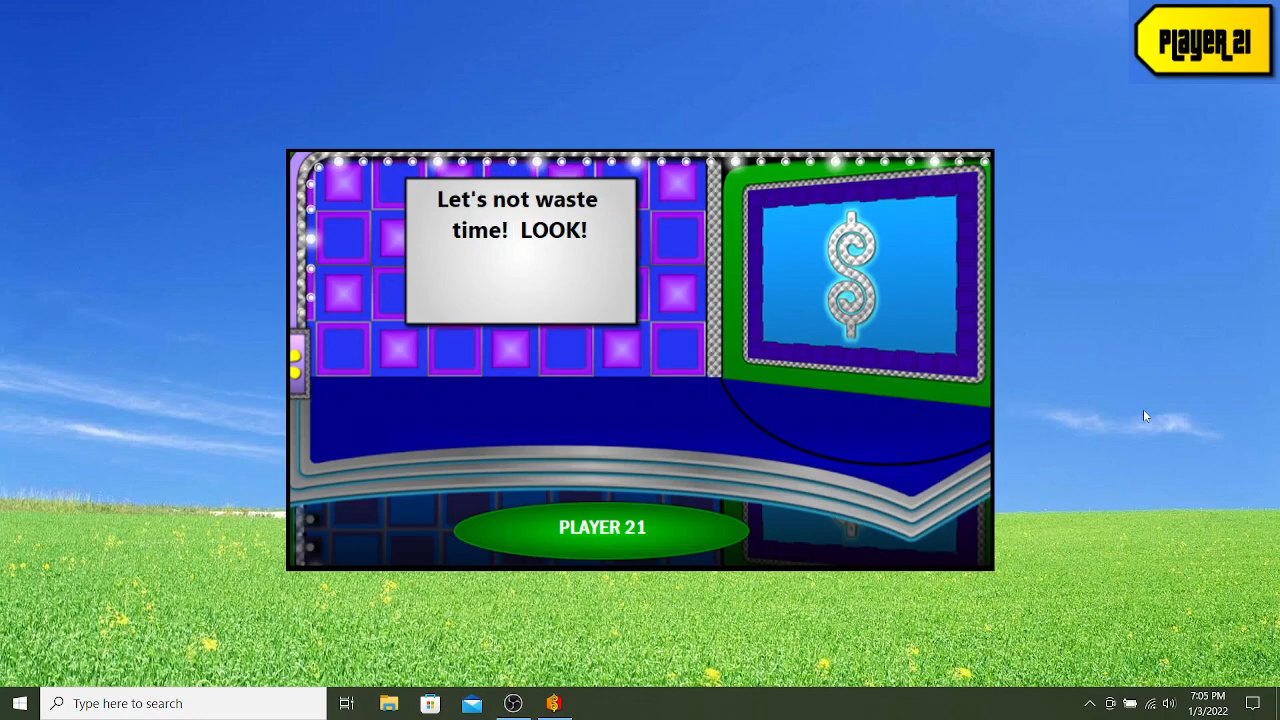 PLAYER 21
Let's not waste
time!  LOOK!
PLAYER 21
Type here to search
7:05 PM
1/3/2022